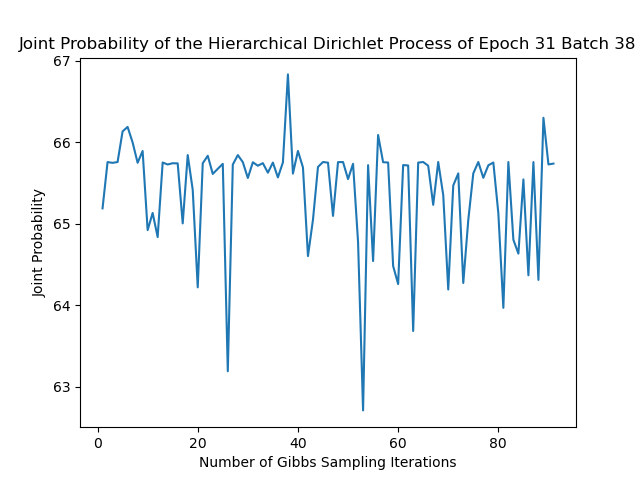 Joint Probability of the Hierarchical Dirichlet Process of Epoch 31 Batch 38
67
66
65
64
63
Joint Probability
0 20 40 60 80
Number of Gibbs Sampling Iterations